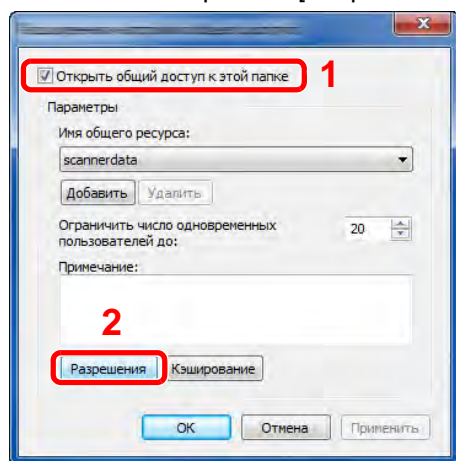 Открыть общий доступ к этой папке
1
Параметры
Имя общего ресурса:
scannerdata
Добавить Удалить
Ограничить число одновременных
пользователей до:
20
Примечание:
2
Разрешения Кэширование
ОК Отмена Применить